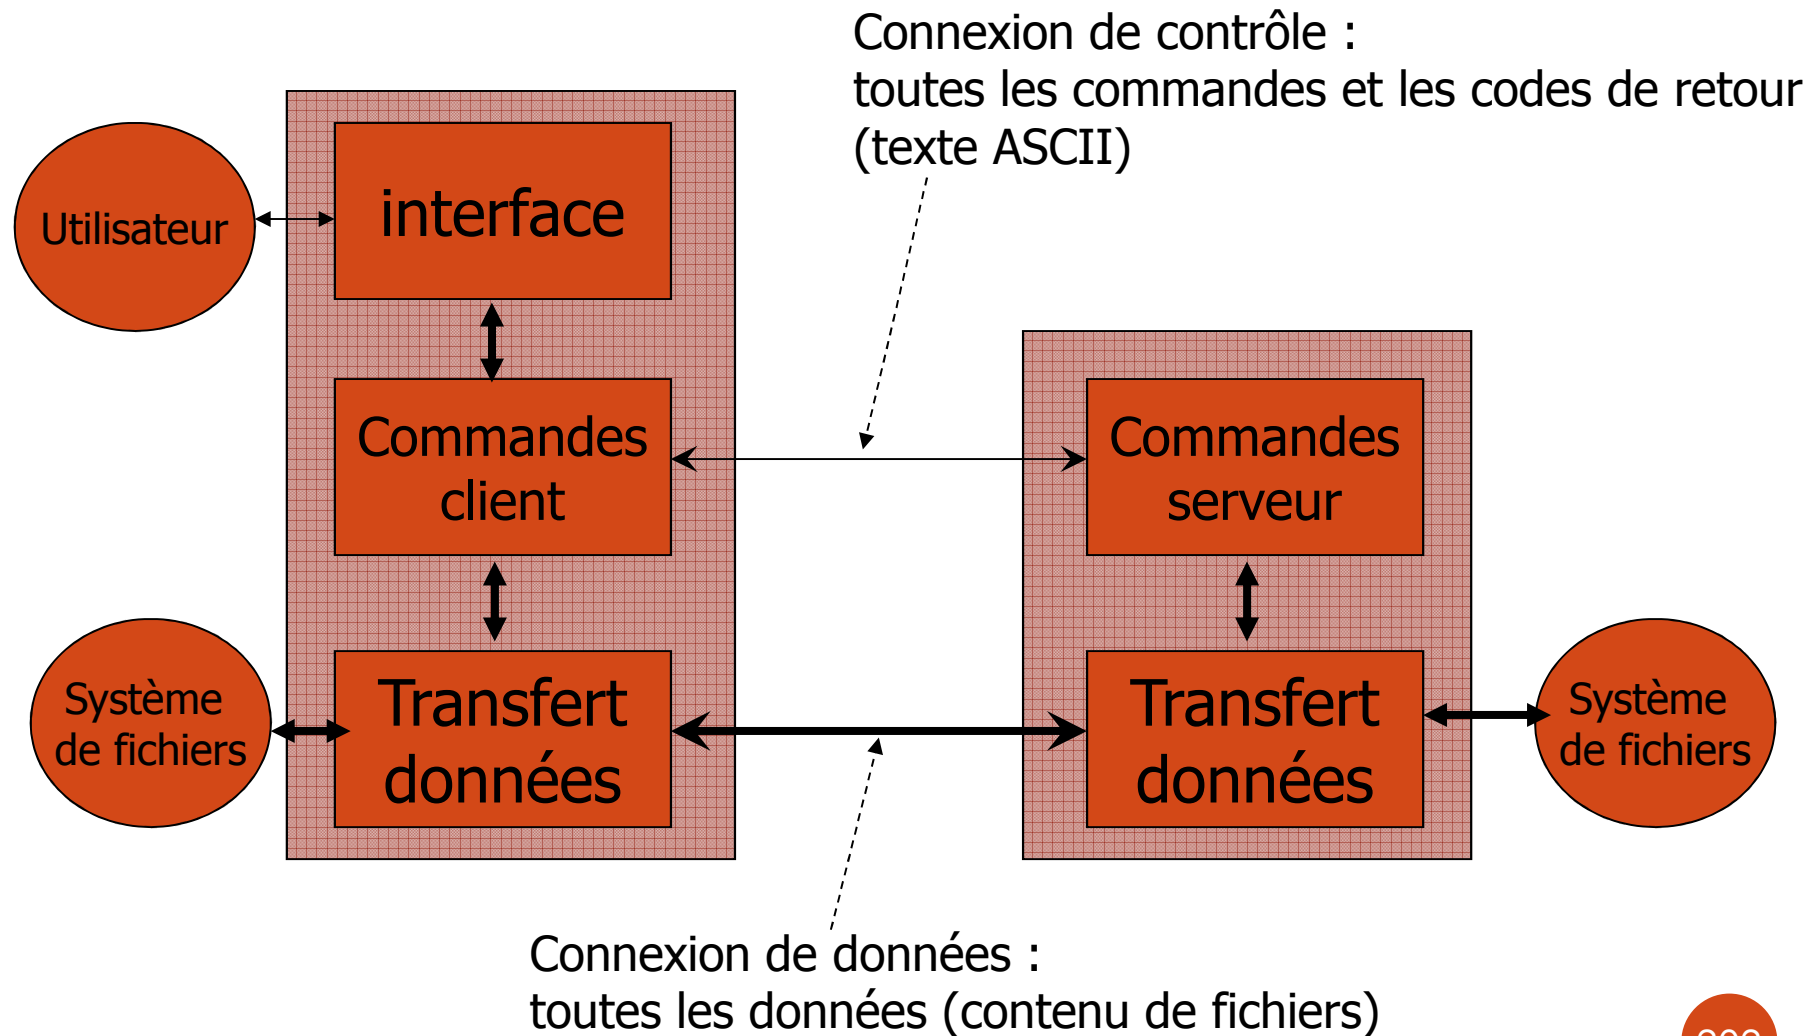 Connexion de contrôle :
toutes les commandes et les codes de retour
(texte ASCII)
Utilisateur
interface
Commandes
client
Commandes
serveur
Système
de fichiers
Transfert
données
Transfert
données
Système
de fichiers
Connexion de données :
toutes les données (contenu de fichiers)